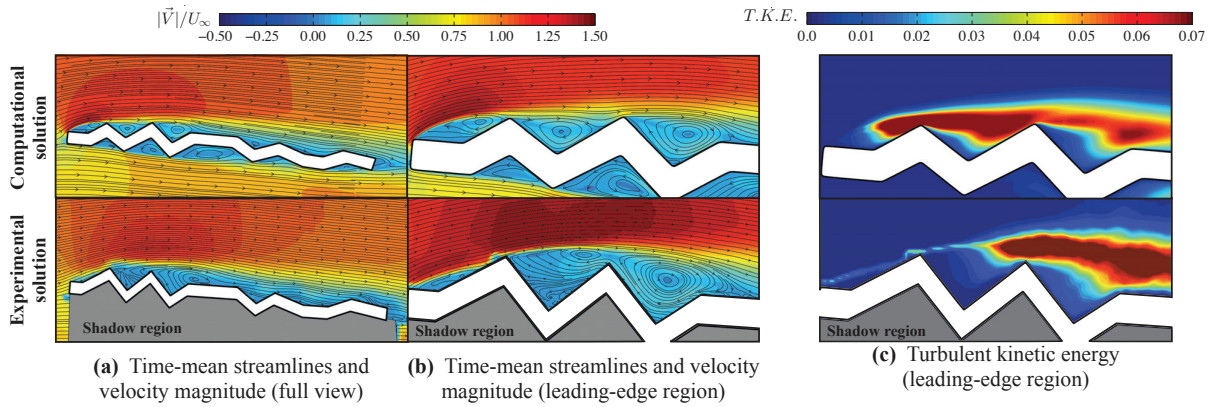 |V⃗|/U∞
−0.50 −0.25 0.00 0.25 0.50 0.75 1.00 1.25 1.50
T.K.E.
0.0 0.01 0.02 0.03 0.04 0.05 0.06 0.07
Computational
solution
Experimental
solution
Shadow region
Shadow region
Shadow region
(a) Time-mean streamlines and
velocity magnitude (full view)
(b) Time-mean streamlines and velocity
magnitude (leading-edge region)
(c) Turbulent kinetic energy
(leading-edge region)